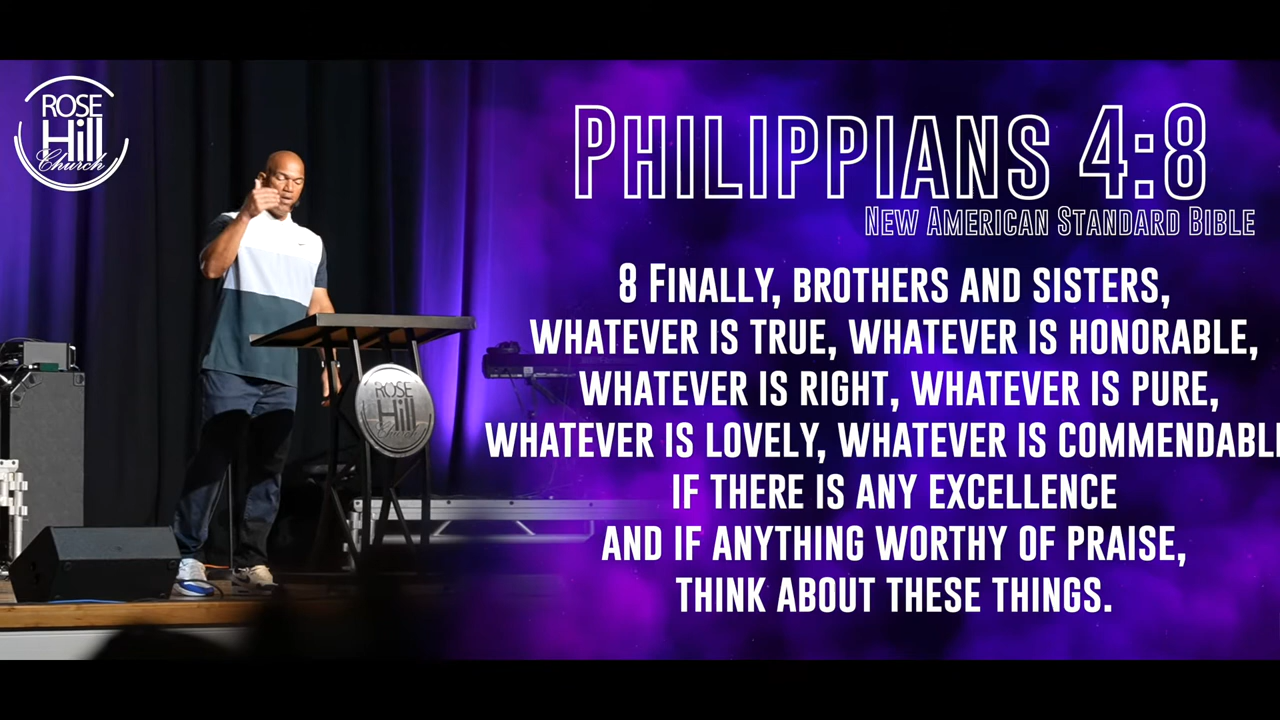 ROSE
Hill
Church
PHILIPPIANS 4:8
NEW AMERICAN STANDARD BIBLE
8 FINALLY, BROTHERS AND SISTERS,
WHATEVER IS TRUE, WHATEVER IS HONORABLE,
WHATEVER IS RIGHT, WHATEVER IS PURE,
WHATEVER IS LOVELY, WHATEVER IS COMMENDABL
IF THERE IS ANY EXCELLENCE
AND IF ANYTHING WORTHY OF PRAISE,
THINK ABOUT THESE THINGS.
ROSE
Hill
Church